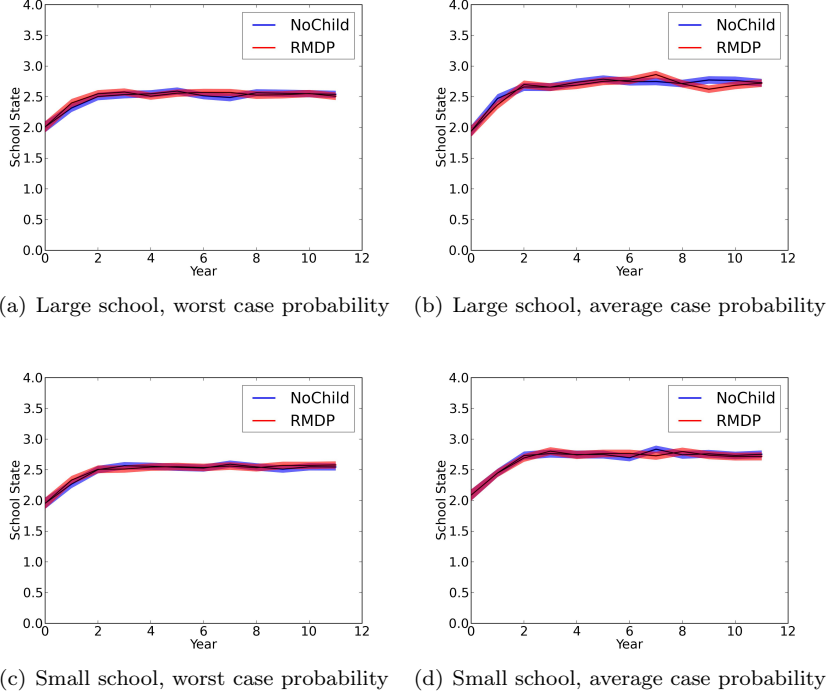 4.0
3.5
3.0
2.5
2.0
1.5
1.0
0.5
0.0
School State
0 2 4 6 8 10 12
Year
NoChild
RMDP
4.0
3.5
3.0
2.5
2.0
1.5
1.0
0.5
0.0
School State
0 2 4 6 8 10 12
Year
NoChild
RMDP
(a) Large school, worst case probability
(b) Large school, average case probability
4.0
3.5
3.0
2.5
2.0
1.5
1.0
0.5
0.0
School State
0 2 4 6 8 10 12
Year
NoChild
RMDP
4.0
3.5
3.0
2.5
2.0
1.5
1.0
0.5
0.0
School State
0 2 4 6 8 10 12
Year
NoChild
RMDP
(c) Small school, worst case probability
(d) Small school, average case probability